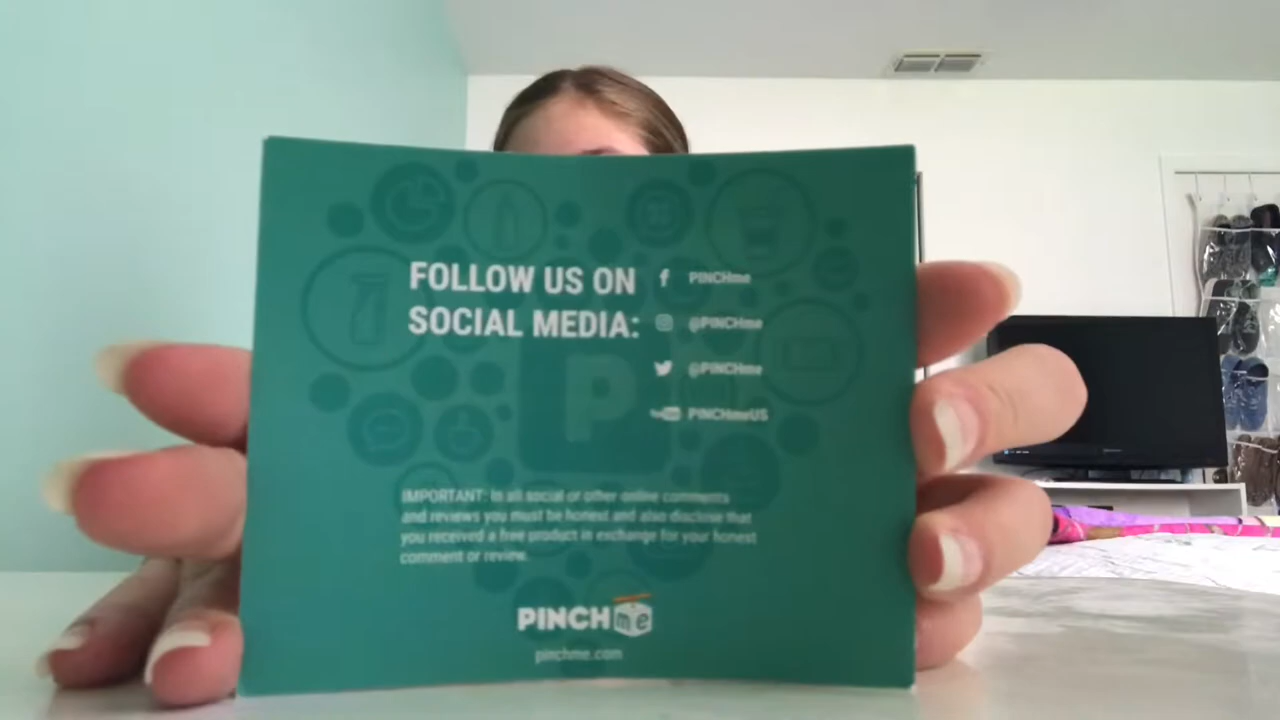 FOLLOW US ON
SOCIAL MEDIA:
PINCHme
@PINCHme
@PINCHme
YouTube PINCHmeUS
IMPORTANT: In all social or other online comments
and reviews you must be honest and also disclose that
you received a free product in exchange for your honest
comment or review.
PINCHme
pinchme.com